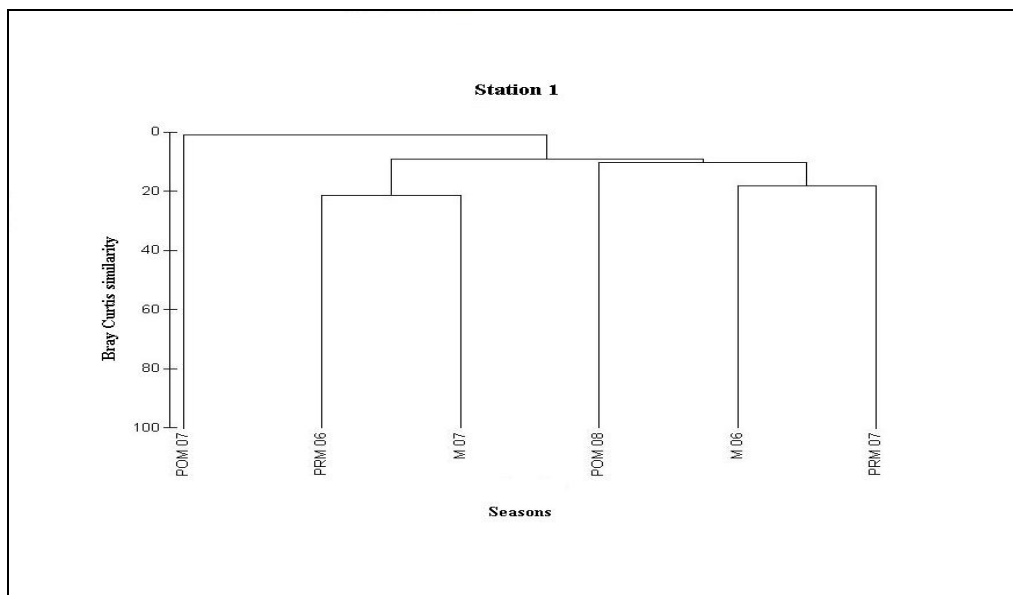 Station 1
Bray Curtis similarity
0
20
40
60
80
100
POM 07
PRM 06
M 07
POM 08
M 06
PRM 07
Seasons